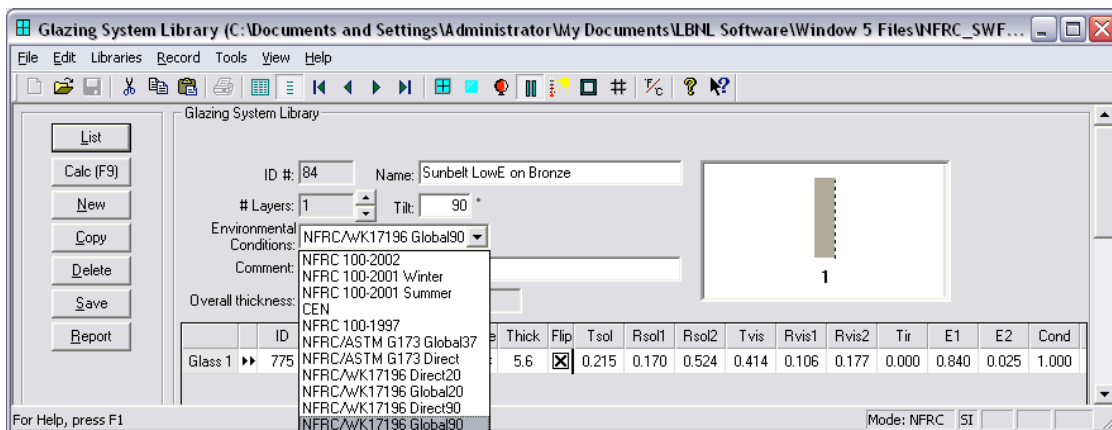 Glazing System Library (C:\Documents and Settings\Administrator\My Documents\LBNL Software\Window 5 Files\NFRC_SWF...
File Edit Libraries Record Tools View Help
Glazing System Library
List
Calc (F9)
New
Copy
Delete
Save
Report
ID #: 84 Name: Sunbelt LowE on Bronze
# Layers: 1 Tilt: 90 °
Environmental
Conditions: NFRC/WK17196 Global90
Comment:
Overall thickness:
NFRC 100-2002
NFRC 100-2001 Winter
NFRC 100-2001 Summer
CEN
NFRC 100-1997
NFRC/ASTM G173 Global37
NFRC/ASTM G173 Direct
NFRC/WK17196 Direct20
NFRC/WK17196 Global20
NFRC/WK17196 Direct90
NFRC/WK17196 Global90
1
ID Thick Flip Tsol Rsol1 Rsol2 Tvis Rvis1 Rvis2 Tir E1 E2 Cond
Glass 1 775 5.6 0.215 0.170 0.524 0.414 0.106 0.177 0.000 0.840 0.025 1.000
For Help, press F1 Mode: NFRC SI